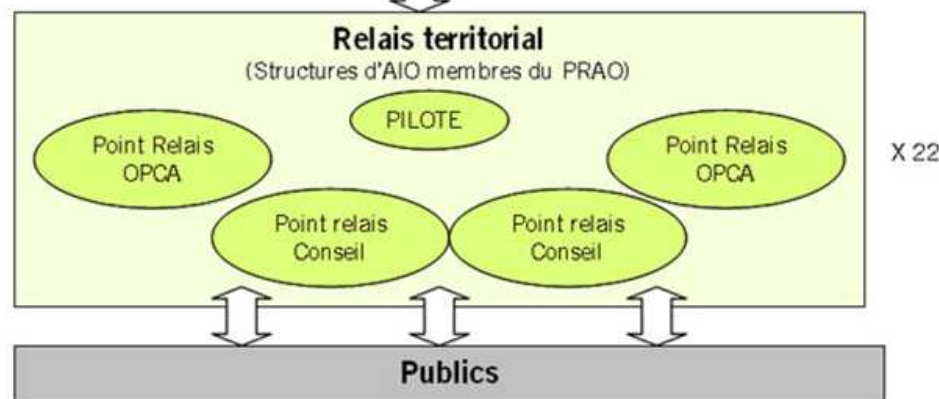 Relais territorial
(Structures d'AIO membres du PRAO)
PILOTE
Point Relais
OPCA
Point Relais
OPCA
X 22
Point relais
Conseil
Point relais
Conseil
Publics